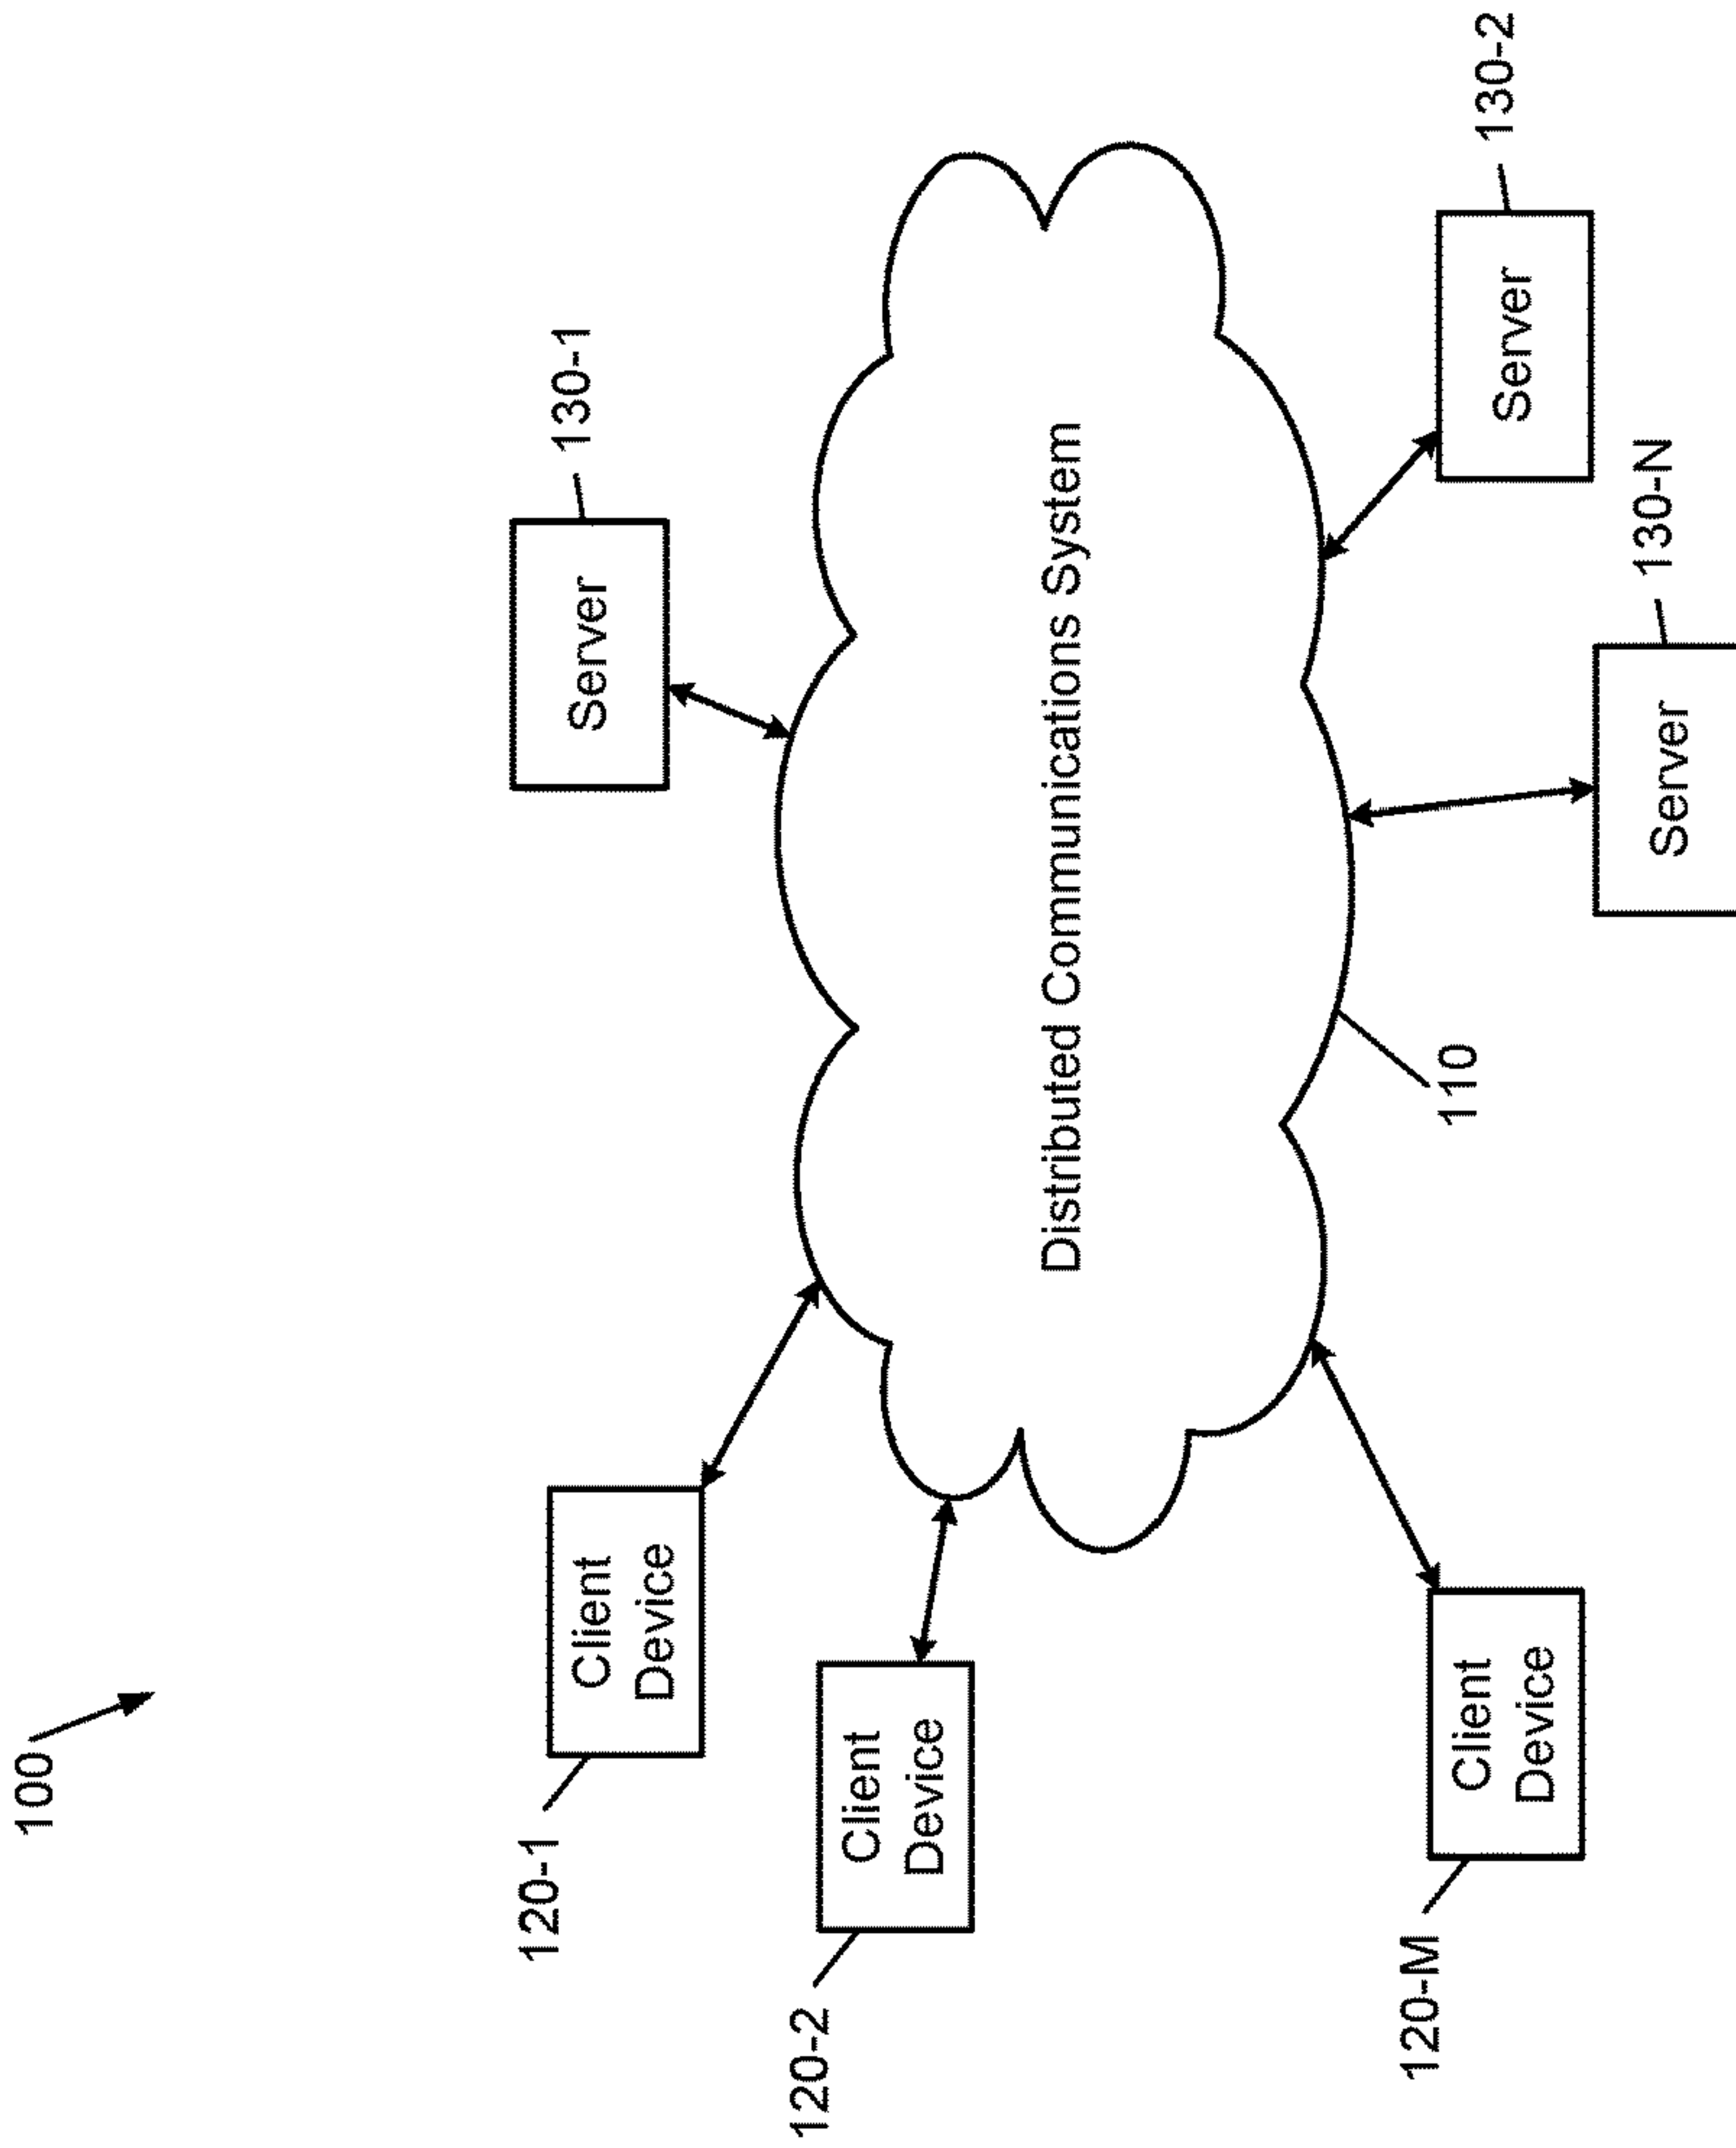 100
120-1
Client
Device
120-2
Client
Device
120-M
Client
Device
Distributed Communications System
110
Server
130-1
Server
130-2
Server
130-N